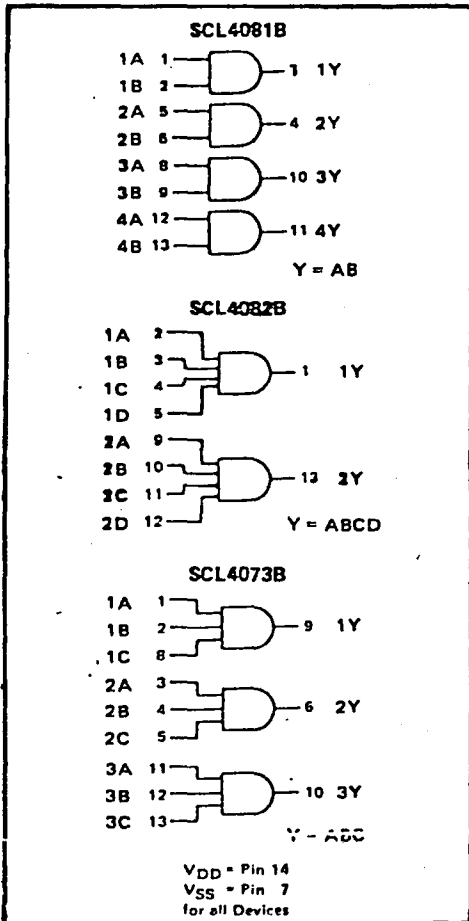 SCL4081B
1A 1
1B 2 3 1Y
2A 5
2B 6 4 2Y
3A 8
3B 9 10 3Y
4A 12
4B 13 11 4Y
Y = AB
SCL4082B
1A 2
1B 3
1C 4 1 1Y
1D 5
2A 9
2B 10
2C 11 13 2Y
2D 12
Y = ABCD
SCL4073B
1A 1
1B 2 9 1Y
1C 8
2A 3
2B 4 6 2Y
2C 5
3A 11
3B 12 10 3Y
3C 13
Y = ABC
VDD = Pin 14
VSS = Pin 7
for all Devices